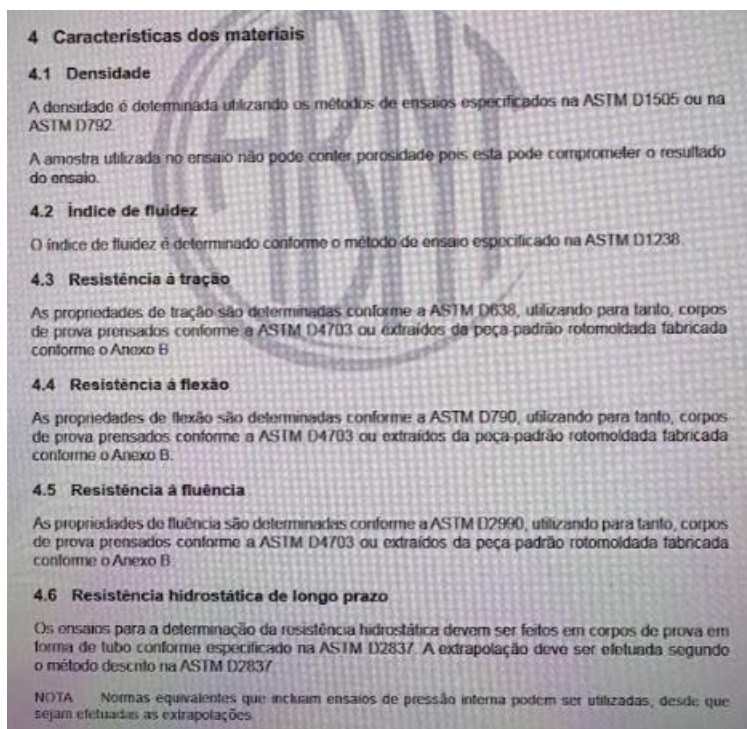 4 Características dos materiais
4.1 Densidade
A densidade é determinada utilizando os métodos de ensaios especificados na ASTM D1505 ou na
ASTM D792.
A amostra utilizada no ensaio não pode conter porosidade pois esta pode comprometer o resultado
do ensaio.
4.2 Índice de fluidez
O índice de fluidez é determinado conforme o método de ensaio especificado na ASTM D1238.
4.3 Resistência à tração
As propriedades de tração são determinadas conforme a ASTM D638, utilizando para tanto, corpos
de prova prensados conforme a ASTM D4703 ou extraídos da peça-padrão rotomoldada fabricada
conforme o Anexo B
4.4 Resistência à flexão
As propriedades de flexão são determinadas conforme a ASTM D790, utilizando para tanto, corpos
de prova prensados conforme a ASTM D4703 ou extraídos da peça-padrão rotomoldada fabricada
conforme o Anexo B.
4.5 Resistência à fluência
As propriedades de fluência são determinadas conforme a ASTM D2990, utilizando para tanto, corpos
de prova prensados conforme a ASTM D4703 ou extraídos da peça-padrão rotomoldada fabricada
conforme o Anexo B
4.6 Resistência hidrostática de longo prazo
Os ensaios para a determinação da resistência hidrostática devem ser feitos em corpos de prova em
forma de tubo conforme especificado na ASTM D2837. A extrapolação deve ser efetuada segundo
o método descrito na ASTM D2837
NOTA Normas equivalentes que incluam ensaios de pressão interna podem ser utilizadas, desde que
sejam efetuadas as extrapolações.
ABNT